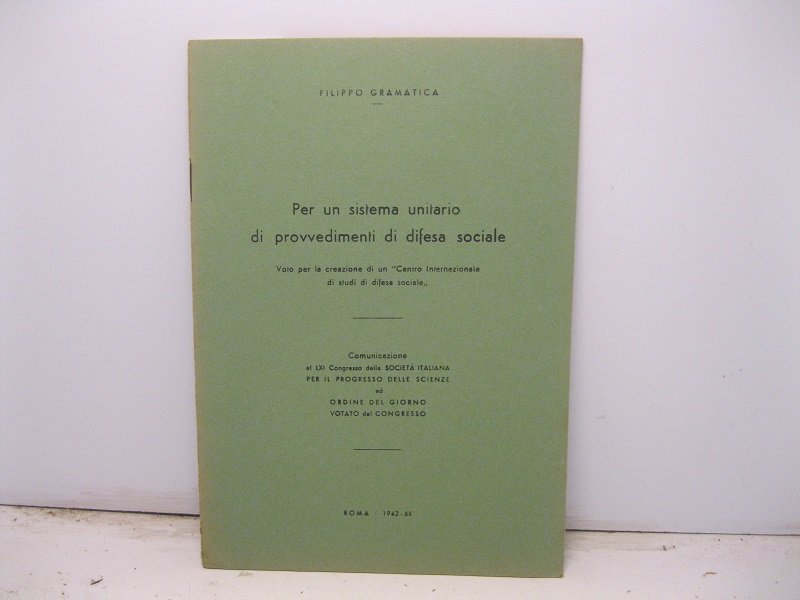 FILIPPO GRAMATICA
Per un sistema unitario
di provvedimenti di difesa sociale
Voto per la creazione di un "Centro Internazionale
di studi di difesa sociale„
Comunicazione
al LXI Congresso della SOCIETÀ ITALIANA
PER IL PROGRESSO DELLE SCIENZE
ed
ORDINE DEL GIORNO
VOTATO dal CONGRESSO
ROMA - 1942-XX